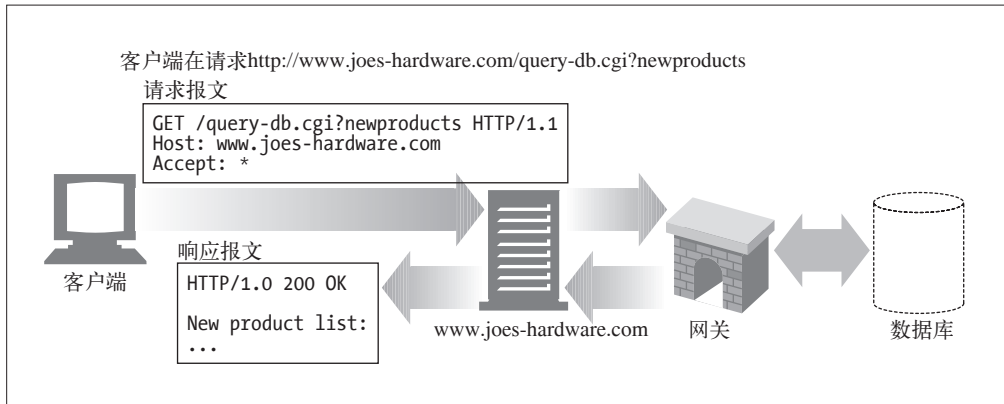 客户端在请求http://www.joes-hardware.com/query-db.cgi?newproducts
请求报文
GET /query-db.cgi?newproducts HTTP/1.1
Host: www.joes-hardware.com
Accept: *
客户端
响应报文
HTTP/1.0 200 OK
New product list:
...
www.joes-hardware.com
网关
数据库